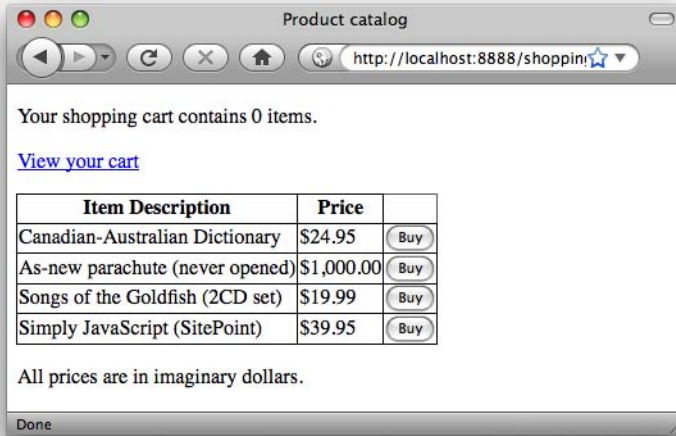 Product catalog
http://localhost:8888/shopping
Your shopping cart contains 0 items.
View your cart
Item Description Price
Canadian-Australian Dictionary $24.95 Buy
As-new parachute (never opened) $1,000.00 Buy
Songs of the Goldfish (2CD set) $19.99 Buy
Simply JavaScript (SitePoint) $39.95 Buy
All prices are in imaginary dollars.
Done